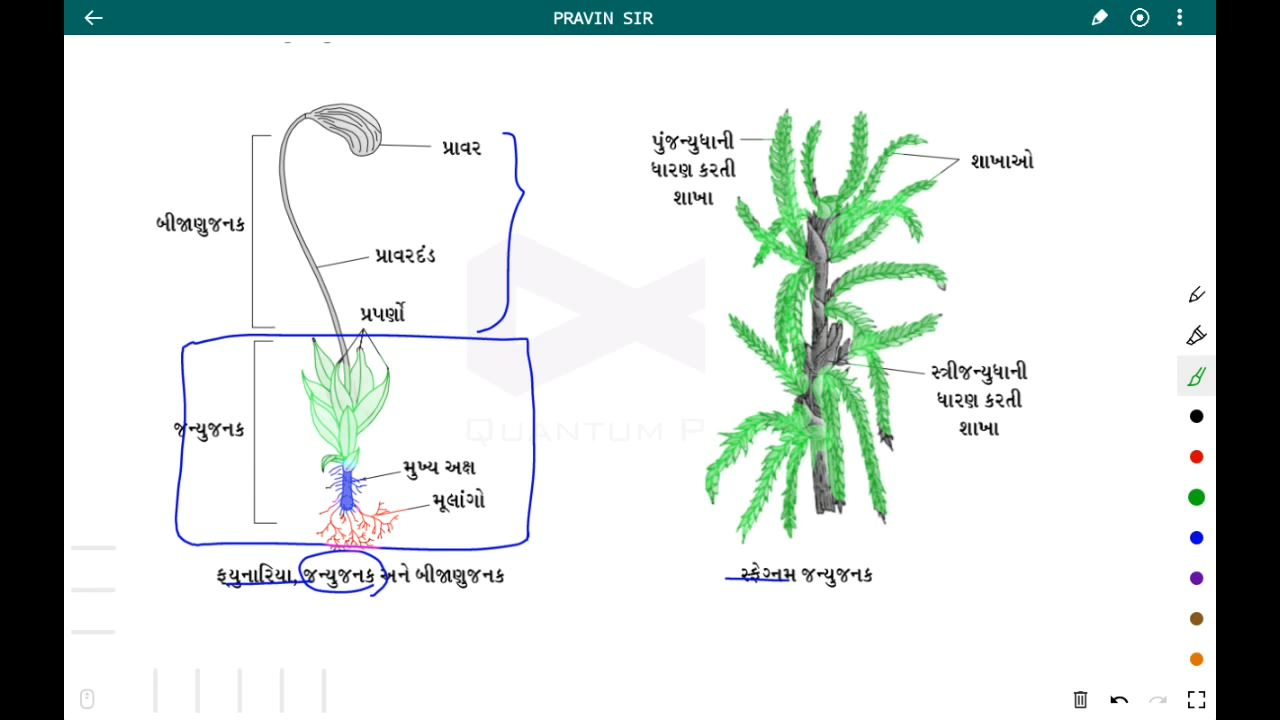 PRAVIN SIR
પ્રાવર
બીજાણુજનક
પ્રાવરદંડ
પ્રપર્ણો
જન્યુજનક
મુખ્ય અક્ષ
મૂલાંગો
ફ્યુનારિયા, જન્યુજનક અને બીજાણુજનક
પુંજન્યુધાની
ધારણ કરતી
શાખા
શાખાઓ
સ્ત્રીજન્યુધાની
ધારણ કરતી
શાખા
સ્ફેગ્નમ જન્યુજનક
QUANTUM P